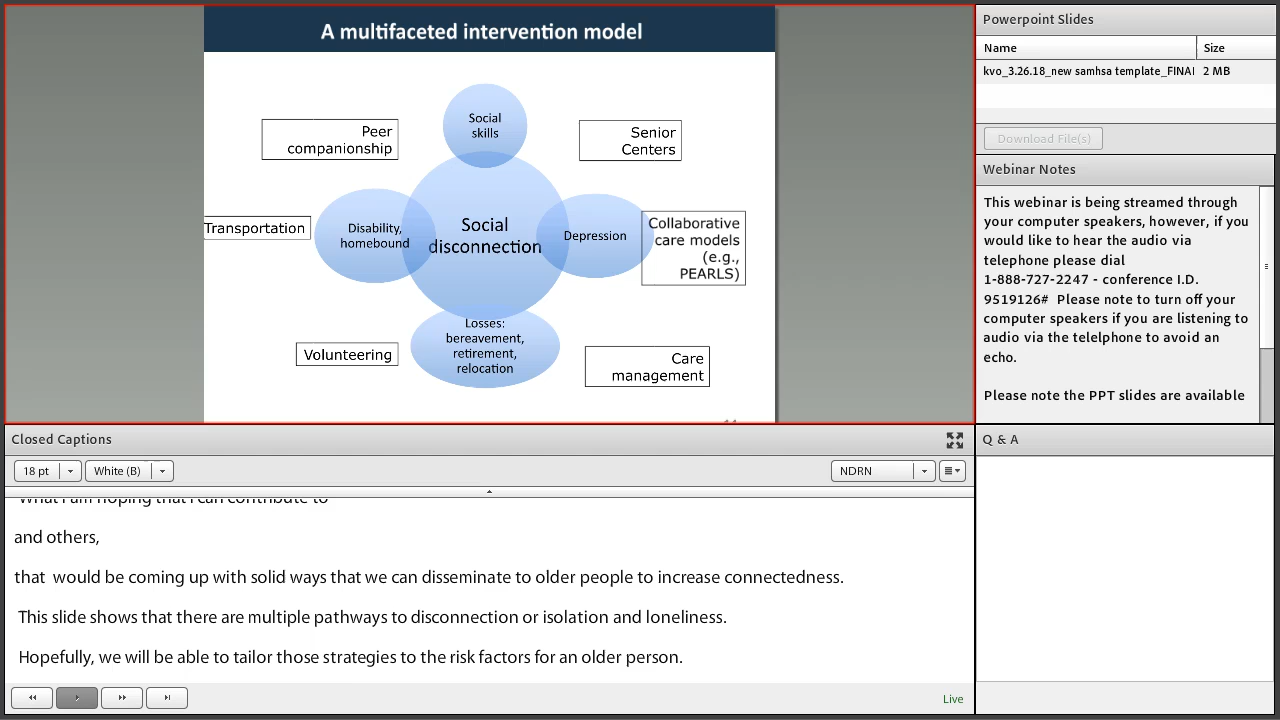 A multifaceted intervention model
Social
skills
Peer
companionship
Senior
Centers
Transportation
Disability,
homebound
Social
disconnection
Depression
Collaborative
care models
(e.g.,
PEARLS)
Losses:
bereavement,
retirement,
relocation
Volunteering
Care
management
Powerpoint Slides
Name Size
kvo_3.26.18_new samhsa template_FINAI 2 MB
Download File(s)
Webinar Notes
This webinar is being streamed through
your computer speakers, however, if you
would like to hear the audio via
telephone please dial
1-888-727-2247 - conference I.D.
9519126# Please note to turn off your
computer speakers if you are listening to
audio via the telelphone to avoid an
echo.
Please note the PPT slides are available
Closed Captions
18 pt White (B) NDRN
What I am hoping that I can contribute to
and others,
that would be coming up with solid ways that we can disseminate to older people to increase connectedness.
This slide shows that there are multiple pathways to disconnection or isolation and loneliness.
Hopefully, we will be able to tailor those strategies to the risk factors for an older person.
Live
Q & A